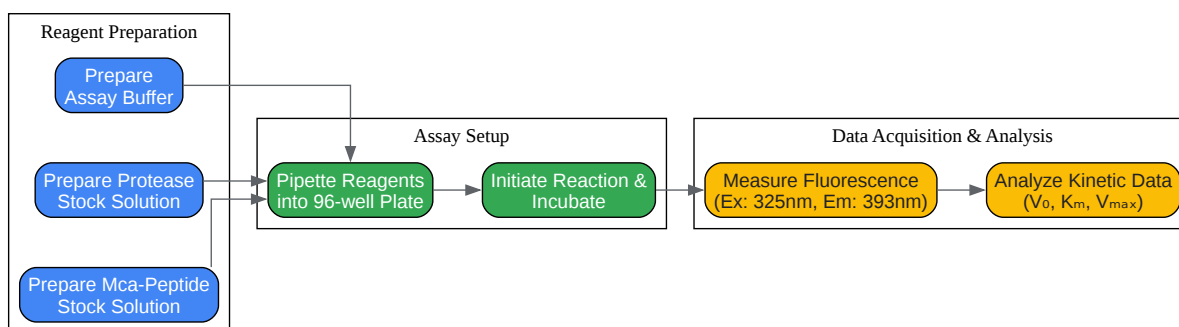 Reagent Preparation
Prepare
Assay Buffer
Prepare Protease
Stock Solution
Prepare Mca-Peptide
Stock Solution
Assay Setup
Pipette Reagents
into 96-well Plate
Initiate Reaction &
Incubate
Data Acquisition & Analysis
Measure Fluorescence
(Ex: 325nm, Em: 393nm)
Analyze Kinetic Data
(V₀, Kₘ, Vₘₐₓ)